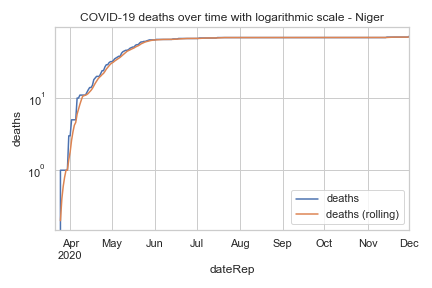 COVID-19 deaths over time with logarithmic scale - Niger
deaths
10¹
10⁰
deaths
deaths (rolling)
Apr May Jun Jul Aug Sep Oct Nov Dec
2020
dateRep